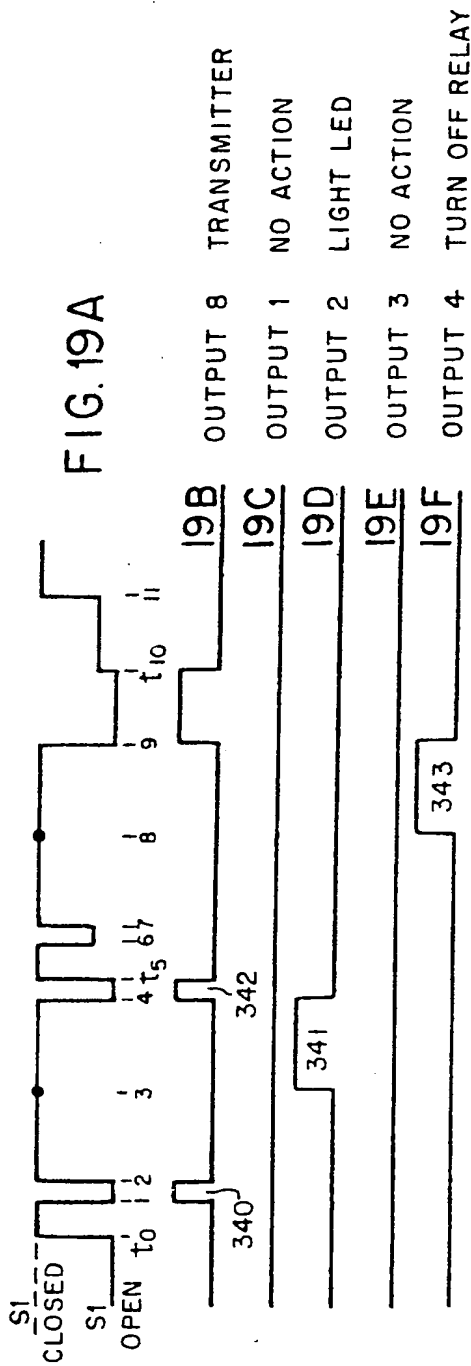 FIG. 19A
S1
CLOSED
S1
OPEN
t0 1 2 3 4 t5 6 7 8 9 t10 11
340 342
19B OUTPUT 8 TRANSMITTER
19C OUTPUT 1 NO ACTION
341
19D OUTPUT 2 LIGHT LED
19E OUTPUT 3 NO ACTION
343
19F OUTPUT 4 TURN OFF RELAY